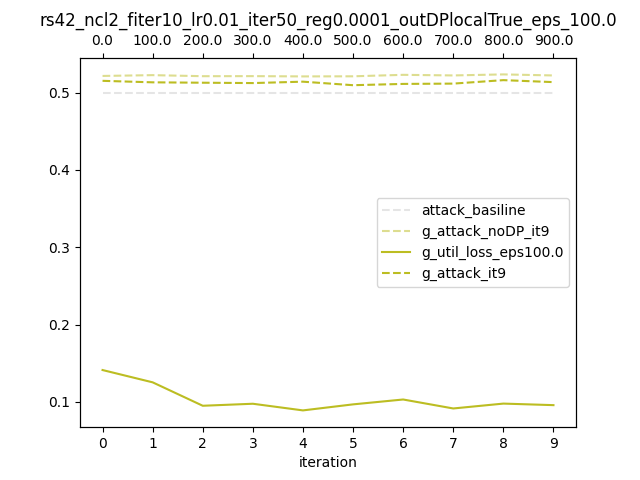 rs42_ncl2_fiter10_lr0.01_iter50_reg0.0001_outDPlocalTrue_eps_100.0
0.0 100.0 200.0 300.0 400.0 500.0 600.0 700.0 800.0 900.0
0.5
0.4
0.3
0.2
0.1
attack_basiline
g_attack_noDP_it9
g_util_loss_eps100.0
g_attack_it9
0 1 2 3 4 5 6 7 8 9
iteration